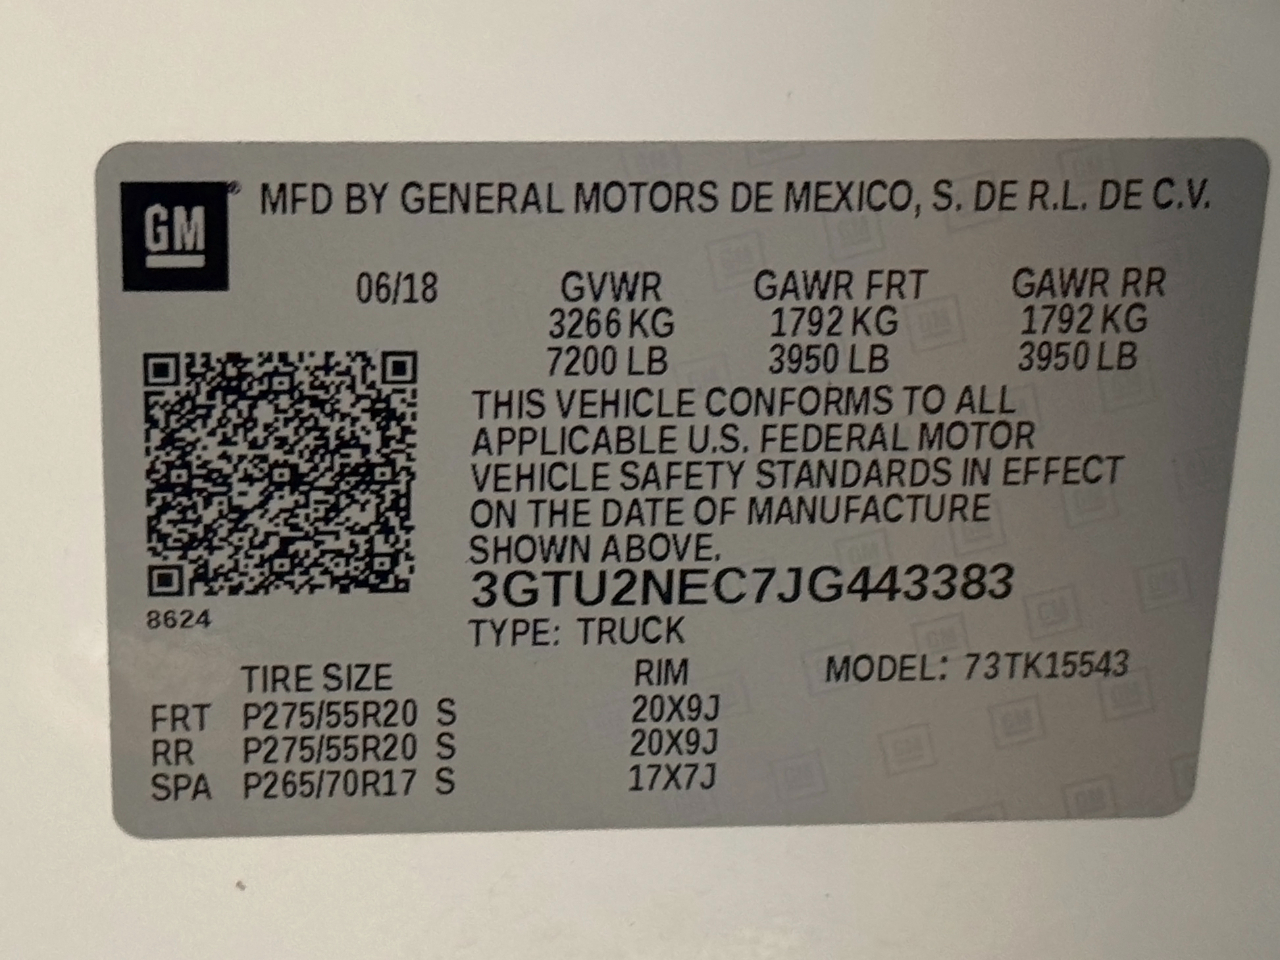 GM® MFD BY GENERAL MOTORS DE MEXICO, S. DE R.L. DE C.V.
06/18 GVWR GAWR FRT GAWR RR
3266 KG 1792 KG 1792 KG
7200 LB 3950 LB 3950 LB
THIS VEHICLE CONFORMS TO ALL
APPLICABLE U.S. FEDERAL MOTOR
VEHICLE SAFETY STANDARDS IN EFFECT
ON THE DATE OF MANUFACTURE
SHOWN ABOVE.
3GTU2NEC7JG443383
8624
TYPE: TRUCK
TIRE SIZE RIM MODEL: 73TK15543
FRT P275/55R20 S 20X9J
RR P275/55R20 S 20X9J
SPA P265/70R17 S 17X7J